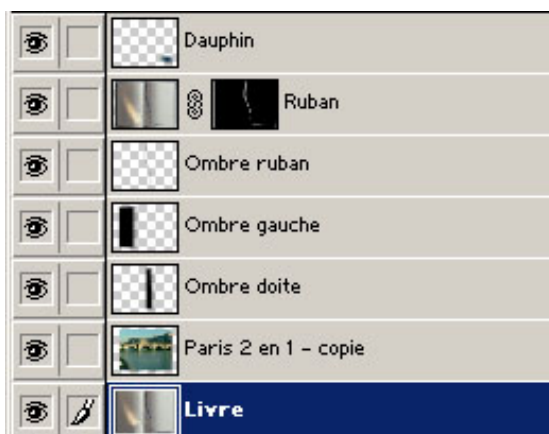 Dauphin
Ruban
Ombre ruban
Ombre gauche
Ombre doite
Paris 2 en 1 - copie
Livre